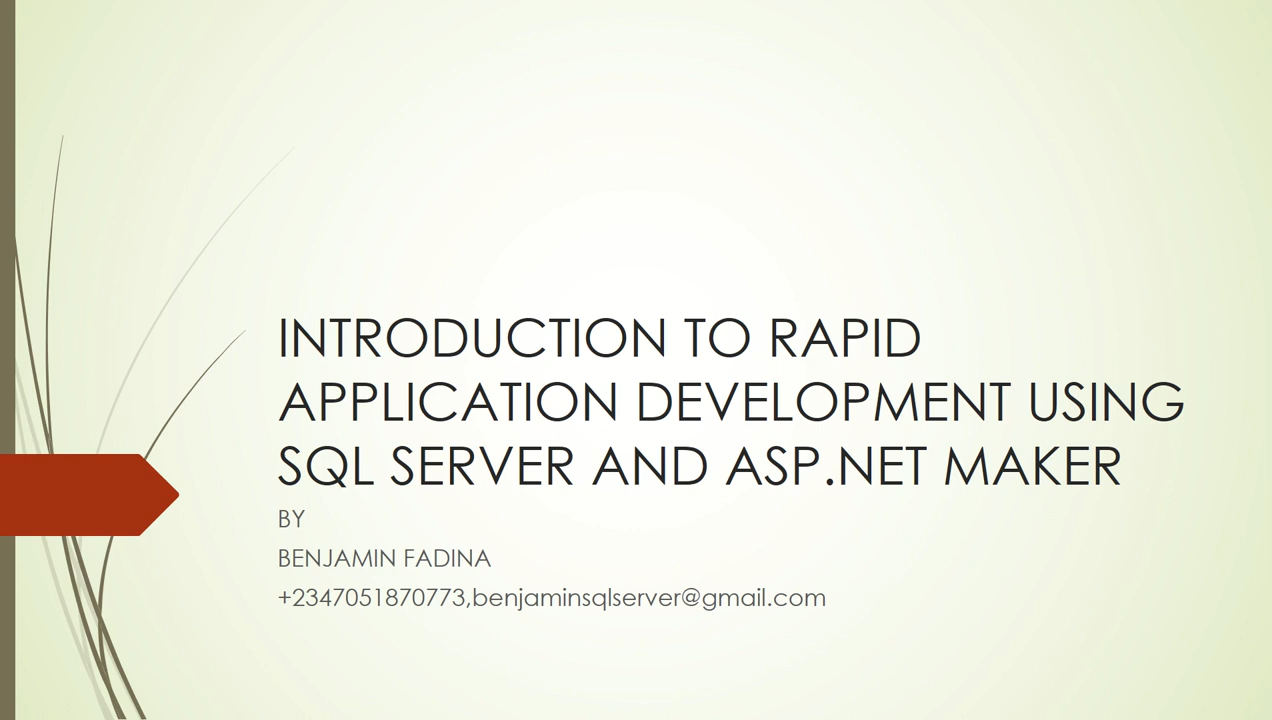 INTRODUCTION TO RAPID
APPLICATION DEVELOPMENT USING
SQL SERVER AND ASP.NET MAKER
BY
BENJAMIN FADINA
+2347051870773,benjaminsqlserver@gmail.com